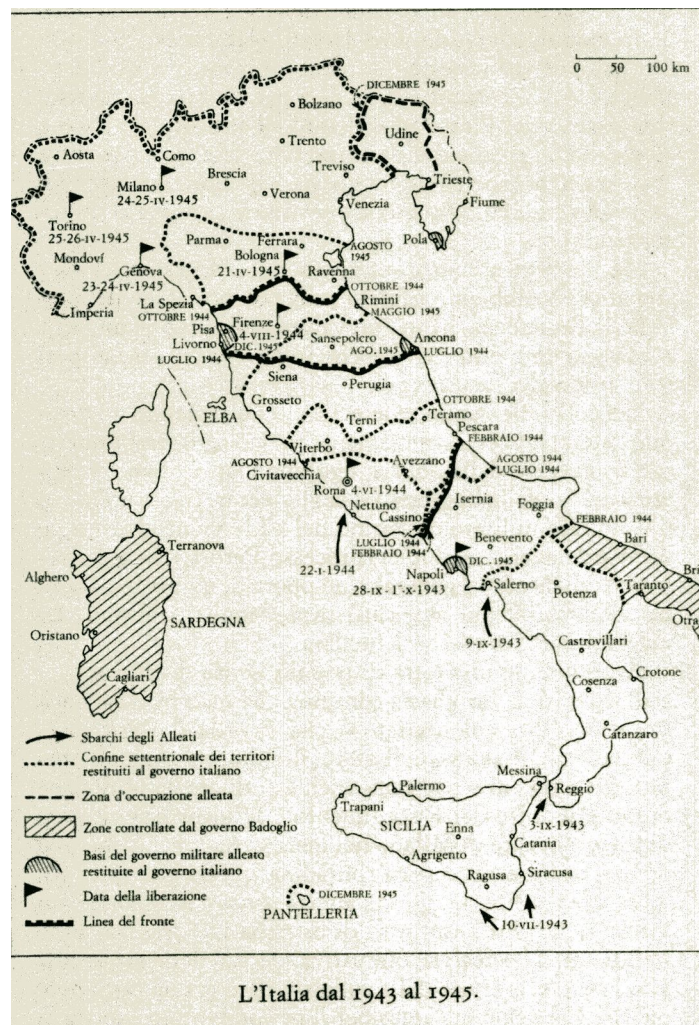 0 50 100 km
DICEMBRE 1945
Bolzano
Udine
Trento
Aosta
Como
Treviso
Trieste
Brescia
Milano
24-25-IV-1945
Verona
Venezia
Fiume
Torino
25-26-IV-1945
Pola
Parma
Ferrara
AGOSTO
1945
Mondoví
Bologna
21-IV-1945
Genova
23-24-IV-1945
Ravenna
OTTOBRE 1944
La Spezia
Rimini
Imperia
OTTOBRE 1944
MAGGIO 1945
Firenze
4-VIII-1944
Pisa
Sansepolcro
Ancona
Livorno
DIC. 1945
AGO. 1945
LUGLIO 1944
LUGLIO 1944
Siena
Perugia
Grosseto
OTTOBRE 1944
ELBA
Terni
Teramo
Pescara
Viterbo
FEBBRAIO 1944
AGOSTO 1944
Avezzano
AGOSTO 1944
LUGLIO 1944
Civitavecchia
Roma 4-VI-1944
Isernia
Nettuno
Foggia
Cassino
FEBBRAIO 1944
LUGLIO 1944
FEBBRAIO 1944
Benevento
Bari
Terranova
22-I-1944
DIC. 1945
Napoli
28-IX-1-X-1943
Salerno
Bri
Alghero
Potenza
Taranto
Otra
SARDEGNA
Oristano
9-IX-1943
Castrovillari
Cagliari
Cosenza
Crotone
Catanzaro
Sbarchi degli Alleati
Confine settentrionale dei territori
restituiti al governo italiano
Messina
Zona d'occupazione alleata
Palermo
Reggio
Trapani
3-IX-1943
Zone controllate dal governo Badoglio
SICILIA
Enna
Catania
Basi del governo militare alleato
restituite al governo italiano
Agrigento
Siracusa
Ragusa
Data della liberazione
DICEMBRE 1945
PANTELLERIA
Linea del fronte
10-VII-1943
L'Italia dal 1943 al 1945.